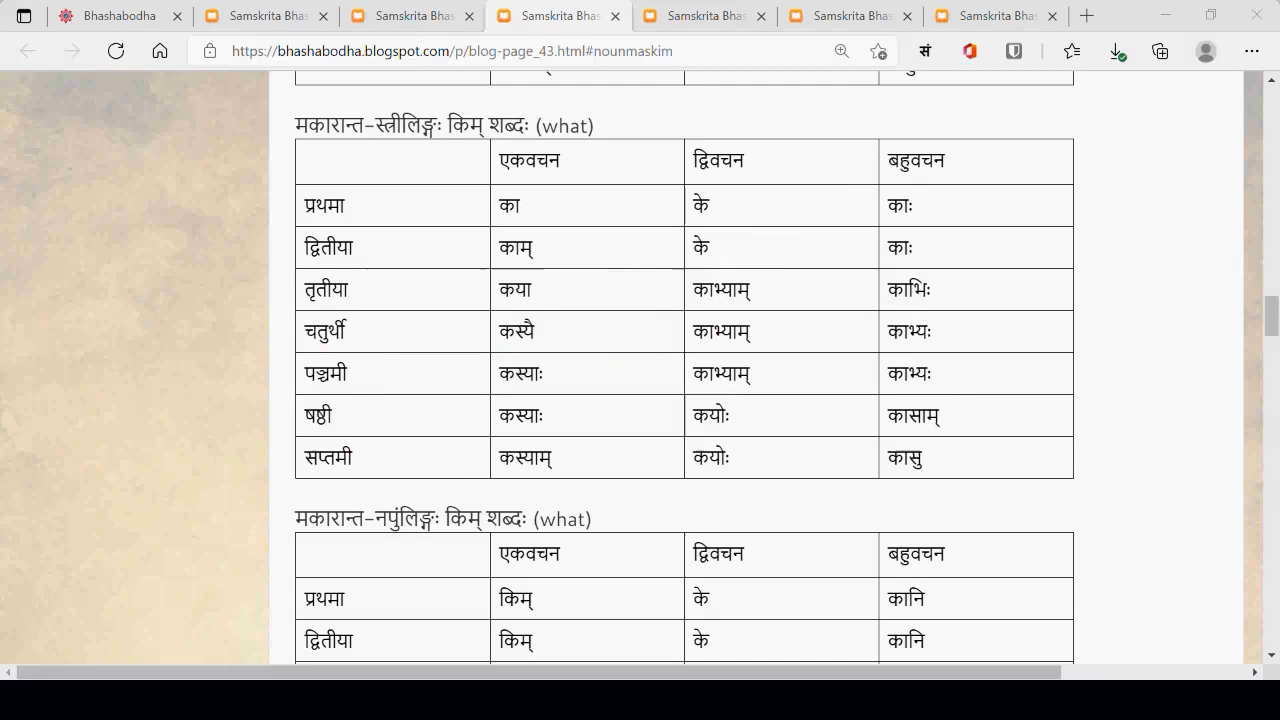 Bhashabodha
Samskrita Bhas
Samskrita Bhas
Samskrita Bhas
Samskrita Bhas
Samskrita Bhas
Samskrita Bhas
https://bhashabodha.blogspot.com/p/blog-page_43.html#nounmaskim
सं
मकारान्त-स्त्रीलिङ्गः किम् शब्दः (what)
एकवचन द्विवचन बहुवचन
प्रथमा का के काः
द्वितीया काम् के काः
तृतीया कया काभ्याम् काभिः
चतुर्थी कस्यै काभ्याम् काभ्यः
पञ्चमी कस्याः काभ्याम् काभ्यः
षष्ठी कस्याः कयोः कासाम्
सप्तमी कस्याम् कयोः कासु
मकारान्त-नपुंलिङ्गः किम् शब्दः (what)
एकवचन द्विवचन बहुवचन
प्रथमा किम् के कानि
द्वितीया किम् के कानि